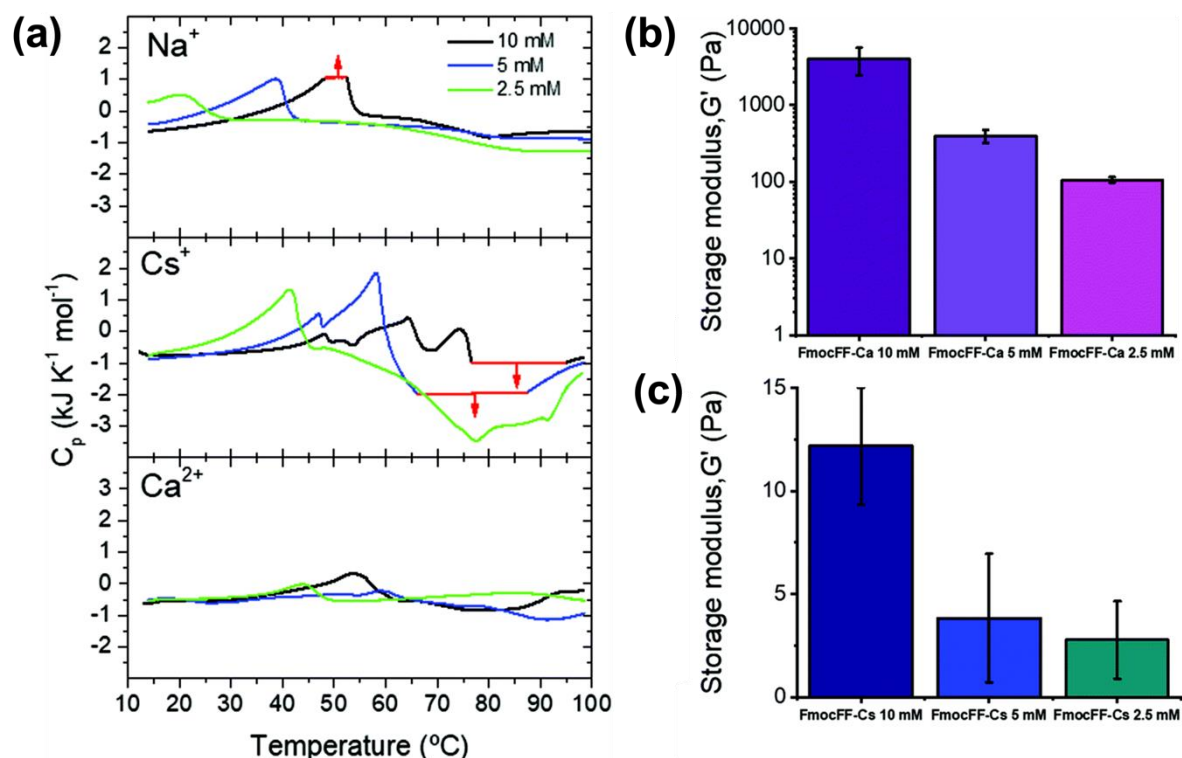 (a)
Na⁺
10 mM
5 mM
2.5 mM
2
1
0
-1
-2
-3
Cs⁺
2
1
0
-1
-2
-3
Ca²⁺
3
2
1
0
-1
-2
Cₚ (kJ K⁻¹ mol⁻¹)
10 20 30 40 50 60 70 80 90 100
Temperature (ºC)
(b)
10000
1000
100
10
1
Storage modulus,G' (Pa)
FmocFF-Ca 10 mM FmocFF-Ca 5 mM FmocFF-Ca 2.5 mM
(c)
15
10
5
0
Storage modulus,G' (Pa)
FmocFF-Cs 10 mM FmocFF-Cs 5 mM FmocFF-Cs 2.5 mM